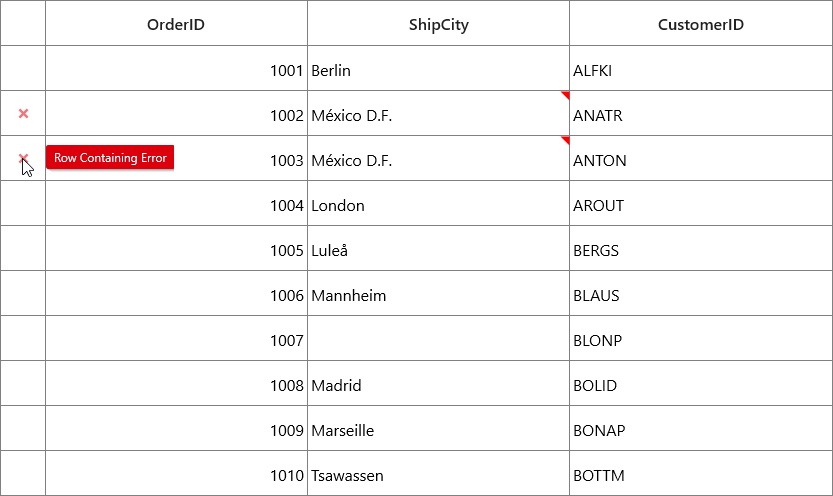 OrderID ShipCity CustomerID
1001 Berlin ALFKI
1002 México D.F. ANATR
Row Containing Error 1003 México D.F. ANTON
1004 London AROUT
1005 Luleå BERGS
1006 Mannheim BLAUS
1007 BLONP
1008 Madrid BOLID
1009 Marseille BONAP
1010 Tsawassen BOTTM